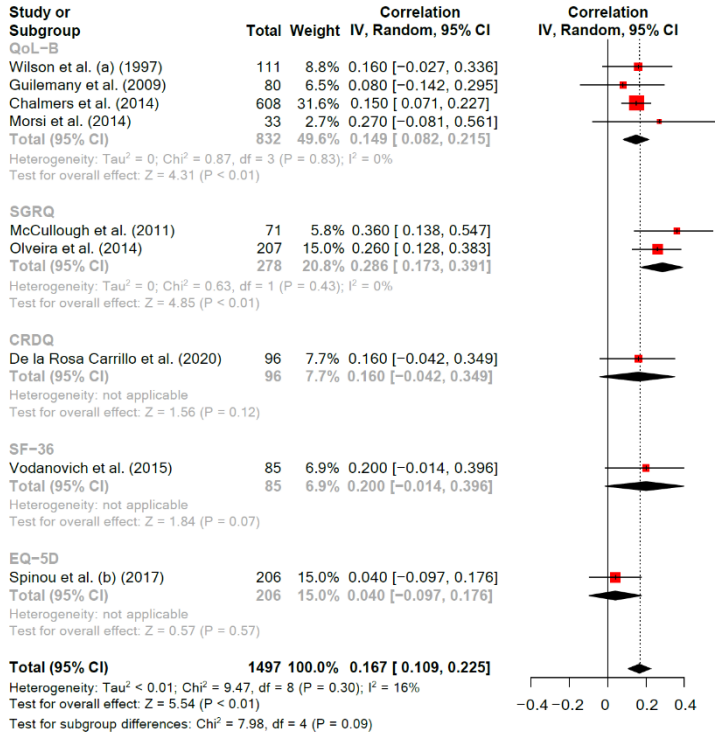 Study or Subgroup Total Weight Correlation IV, Random, 95% CI Correlation IV, Random, 95% CI
QoL−B
Wilson et al. (a) (1997) 111 8.8% 0.160 [−0.027, 0.336]
Guilemany et al. (2009) 80 6.5% 0.080 [−0.142, 0.295]
Chalmers et al. (2014) 608 31.6% 0.150 [ 0.071, 0.227]
Morsi et al. (2014) 33 2.7% 0.270 [−0.081, 0.561]
Total (95% CI) 832 49.6% 0.149 [ 0.082, 0.215]
Heterogeneity: Tau² = 0; Chi² = 0.87, df = 3 (P = 0.83); I² = 0%
Test for overall effect: Z = 4.31 (P < 0.01)
SGRQ
McCullough et al. (2011) 71 5.8% 0.360 [ 0.138, 0.547]
Olveira et al. (2014) 207 15.0% 0.260 [ 0.128, 0.383]
Total (95% CI) 278 20.8% 0.286 [ 0.173, 0.391]
Heterogeneity: Tau² = 0; Chi² = 0.63, df = 1 (P = 0.43); I² = 0%
Test for overall effect: Z = 4.85 (P < 0.01)
CRDQ
De la Rosa Carrillo et al. (2020) 96 7.7% 0.160 [−0.042, 0.349]
Total (95% CI) 96 7.7% 0.160 [−0.042, 0.349]
Heterogeneity: not applicable
Test for overall effect: Z = 1.56 (P = 0.12)
SF−36
Vodanovich et al. (2015) 85 6.9% 0.200 [−0.014, 0.396]
Total (95% CI) 85 6.9% 0.200 [−0.014, 0.396]
Heterogeneity: not applicable
Test for overall effect: Z = 1.84 (P = 0.07)
EQ−5D
Spinou et al. (b) (2017) 206 15.0% 0.040 [−0.097, 0.176]
Total (95% CI) 206 15.0% 0.040 [−0.097, 0.176]
Heterogeneity: not applicable
Test for overall effect: Z = 0.57 (P = 0.57)
Total (95% CI) 1497 100.0% 0.167 [ 0.109, 0.225]
Heterogeneity: Tau² < 0.01; Chi² = 9.47, df = 8 (P = 0.30); I² = 16%
Test for overall effect: Z = 5.54 (P < 0.01)
Test for subgroup differences: Chi² = 7.98, df = 4 (P = 0.09)
−0.4 −0.2 0 0.2 0.4